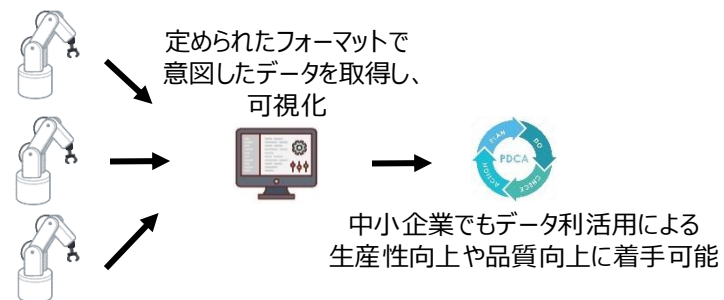 定められたフォーマットで
意図したデータを取得し、
可視化
PLAN
DO
PDCA
ACTION
CHECK
中小企業でもデータ利活用による
生産性向上や品質向上に着手可能